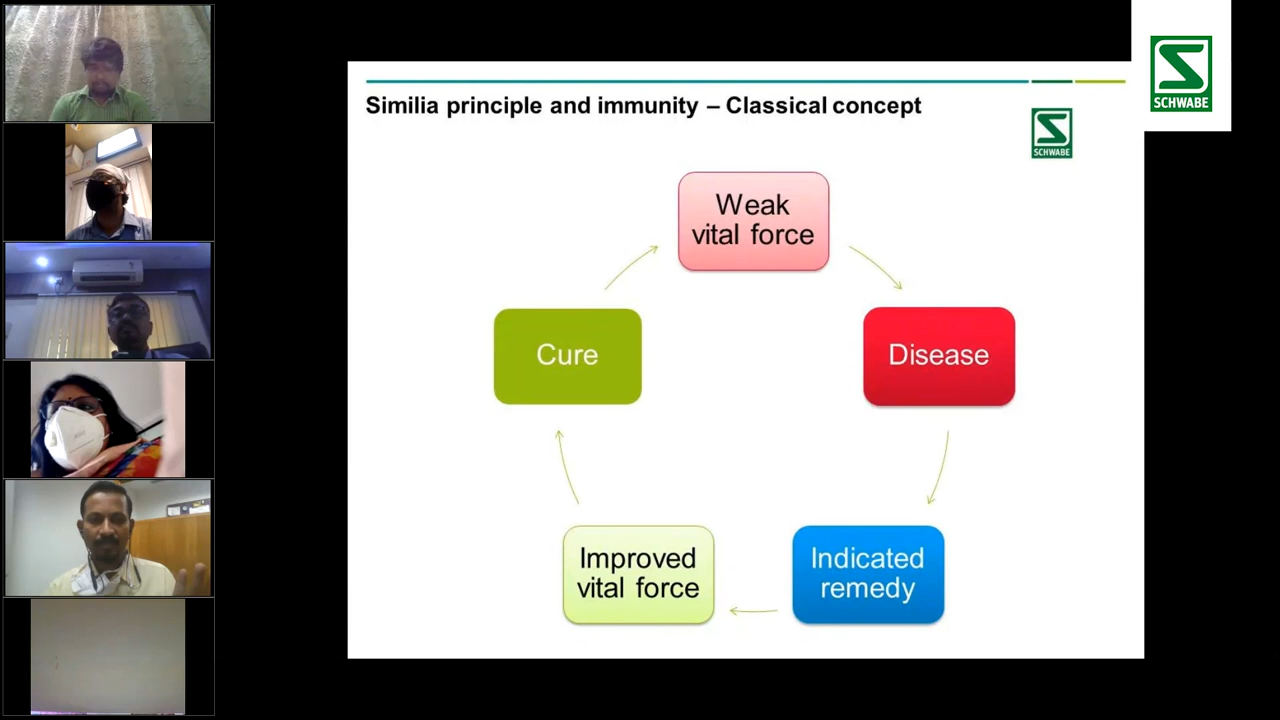 SCHWABE
Similia principle and immunity – Classical concept
SCHWABE
Weak
vital force
Disease
Indicated
remedy
Improved
vital force
Cure